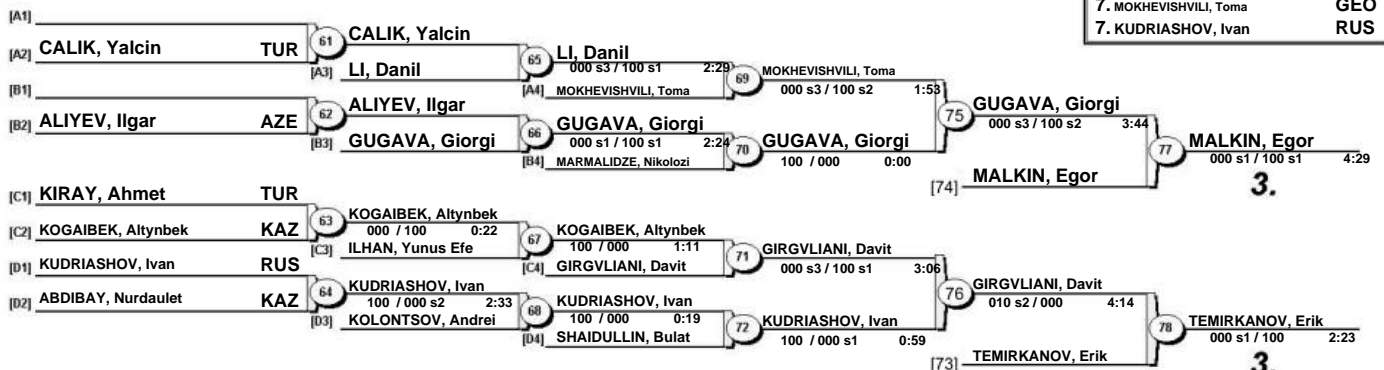 7. MOKHEVISHVILI, Toma GEO
7. KUDRIASHOV, Ivan RUS
[A1]
[A2] CALIK, Yalcin TUR
61 CALIK, Yalcin
[A3] LI, Danil
65 LI, Danil
000 s3 / 100 s1 2:29
[A4] MOKHEVISHVILI, Toma
69 MOKHEVISHVILI, Toma
000 s3 / 100 s2 1:53
[B1]
[B2] ALIYEV, Ilgar AZE
62 ALIYEV, Ilgar
[B3] GUGAVA, Giorgi
66 GUGAVA, Giorgi
000 s1 / 100 s1 2:24
[B4] MARMALIDZE, Nikolozi
70 GUGAVA, Giorgi
100 / 000 0:00
75 GUGAVA, Giorgi
000 s3 / 100 s2 3:44
[74] MALKIN, Egor
77 MALKIN, Egor
000 s1 / 100 s1 4:29
3.
[C1] KIRAY, Ahmet TUR
[C2] KOGAIBEK, Altynbek KAZ
63 KOGAIBEK, Altynbek
000 / 100 0:22
[C3] ILHAN, Yunus Efe
67 KOGAIBEK, Altynbek
100 / 000 1:11
[C4] GIRGVLIANI, Davit
71 GIRGVLIANI, Davit
000 s3 / 100 s1 3:06
[D1] KUDRIASHOV, Ivan RUS
[D2] ABDIBAY, Nurdaulet KAZ
64 KUDRIASHOV, Ivan
100 / 000 s2 2:33
[D3] KOLONTSOV, Andrei
68 KUDRIASHOV, Ivan
100 / 000 0:19
[D4] SHAIDULLIN, Bulat
72 KUDRIASHOV, Ivan
100 / 000 s1 0:59
76 GIRGVLIANI, Davit
010 s2 / 000 4:14
[73] TEMIRKANOV, Erik
78 TEMIRKANOV, Erik
000 s1 / 100 2:23
3.